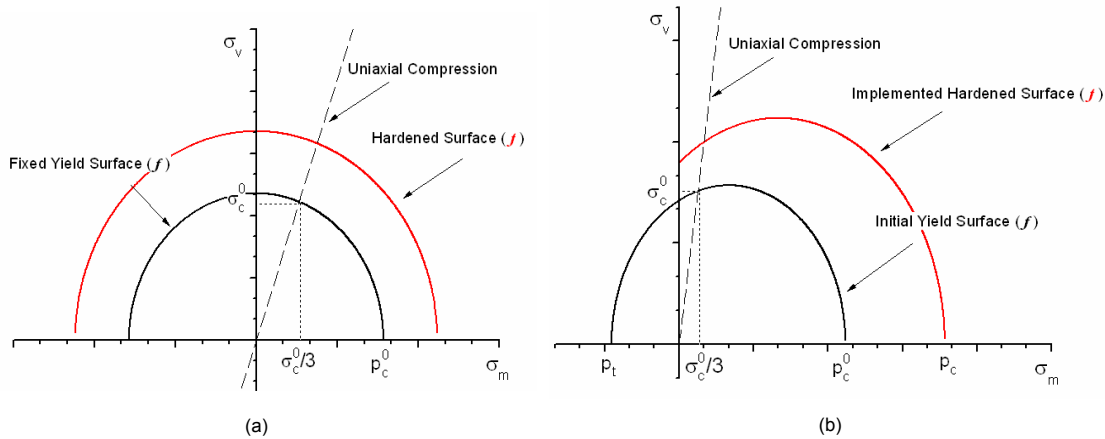 σv
Uniaxial Compression
Hardened Surface (f)
Fixed Yield Surface (f)
σc0
σc0/3
pc0
σm
(a)
σv
Uniaxial Compression
Implemented Hardened Surface (f)
σc0
Initial Yield Surface (f)
pt
σc0/3
pc0
pc
σm
(b)